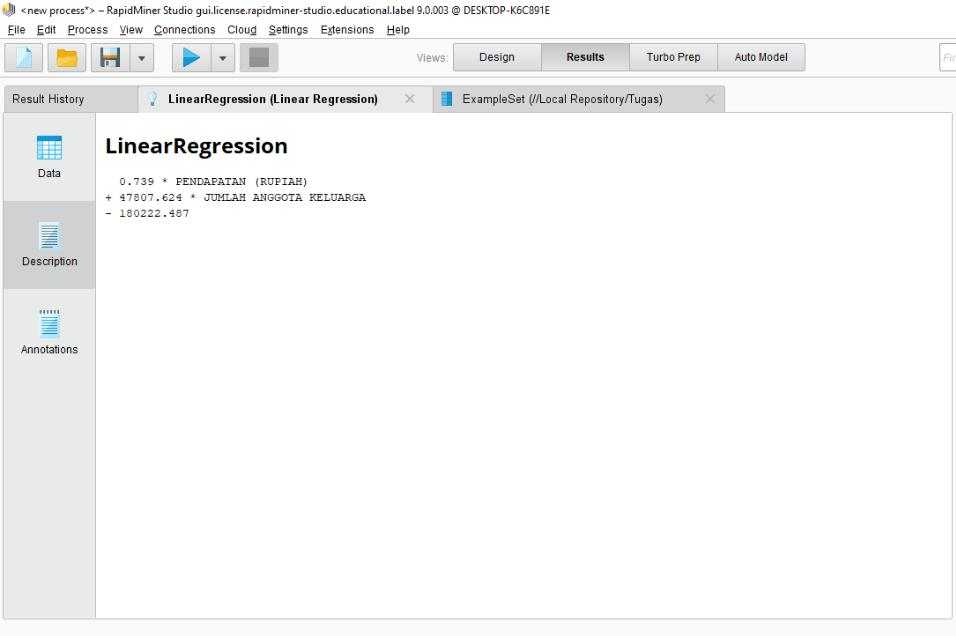 <new process*> – RapidMiner Studio gui.license.rapidminer-studio.educational.label 9.0.003 @ DESKTOP-K6C891E
File Edit Process View Connections Cloud Settings Extensions Help
Views: Design Results Turbo Prep Auto Model Fin
Result History LinearRegression (Linear Regression) ExampleSet (//Local Repository/Tugas)
Data
Description
Annotations
LinearRegression
0.739 * PENDAPATAN (RUPIAH)
+ 47807.624 * JUMLAH ANGGOTA KELUARGA
- 180222.487